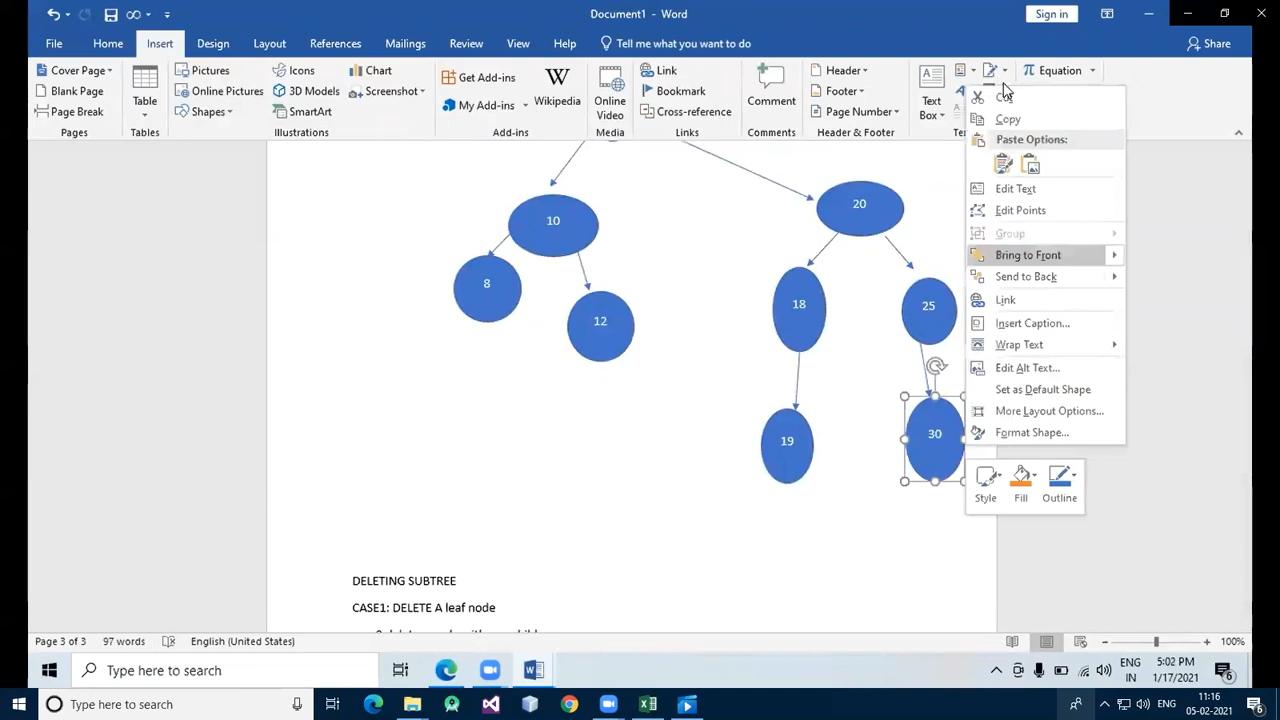 Document1 - Word
Sign in
File Home Insert Design Layout References Mailings Review View Help Tell me what you want to do Share
Cover Page
Blank Page
Page Break
Pages
Table
Tables
Pictures
Online Pictures
Shapes
Icons
3D Models
SmartArt
Chart
Screenshot
Illustrations
Get Add-ins
My Add-ins
Wikipedia
Add-ins
Online
Video
Media
Link
Bookmark
Cross-reference
Links
Comment
Comments
Header
Footer
Page Number
Header & Footer
Text
Box
Equation
Copy
Paste Options:
Edit Text
Edit Points
Group
Bring to Front
Send to Back
Link
Insert Caption...
Wrap Text
Edit Alt Text...
Set as Default Shape
More Layout Options...
Format Shape...
Style Fill Outline
10
20
8
12
18
25
19
30
DELETING SUBTREE
CASE1: DELETE A leaf node
Page 3 of 3 97 words English (United States)
100%
Type here to search
ENG
IN
5:02 PM
1/17/2021
6
Type here to search
ENG
11:16
05-02-2021
6